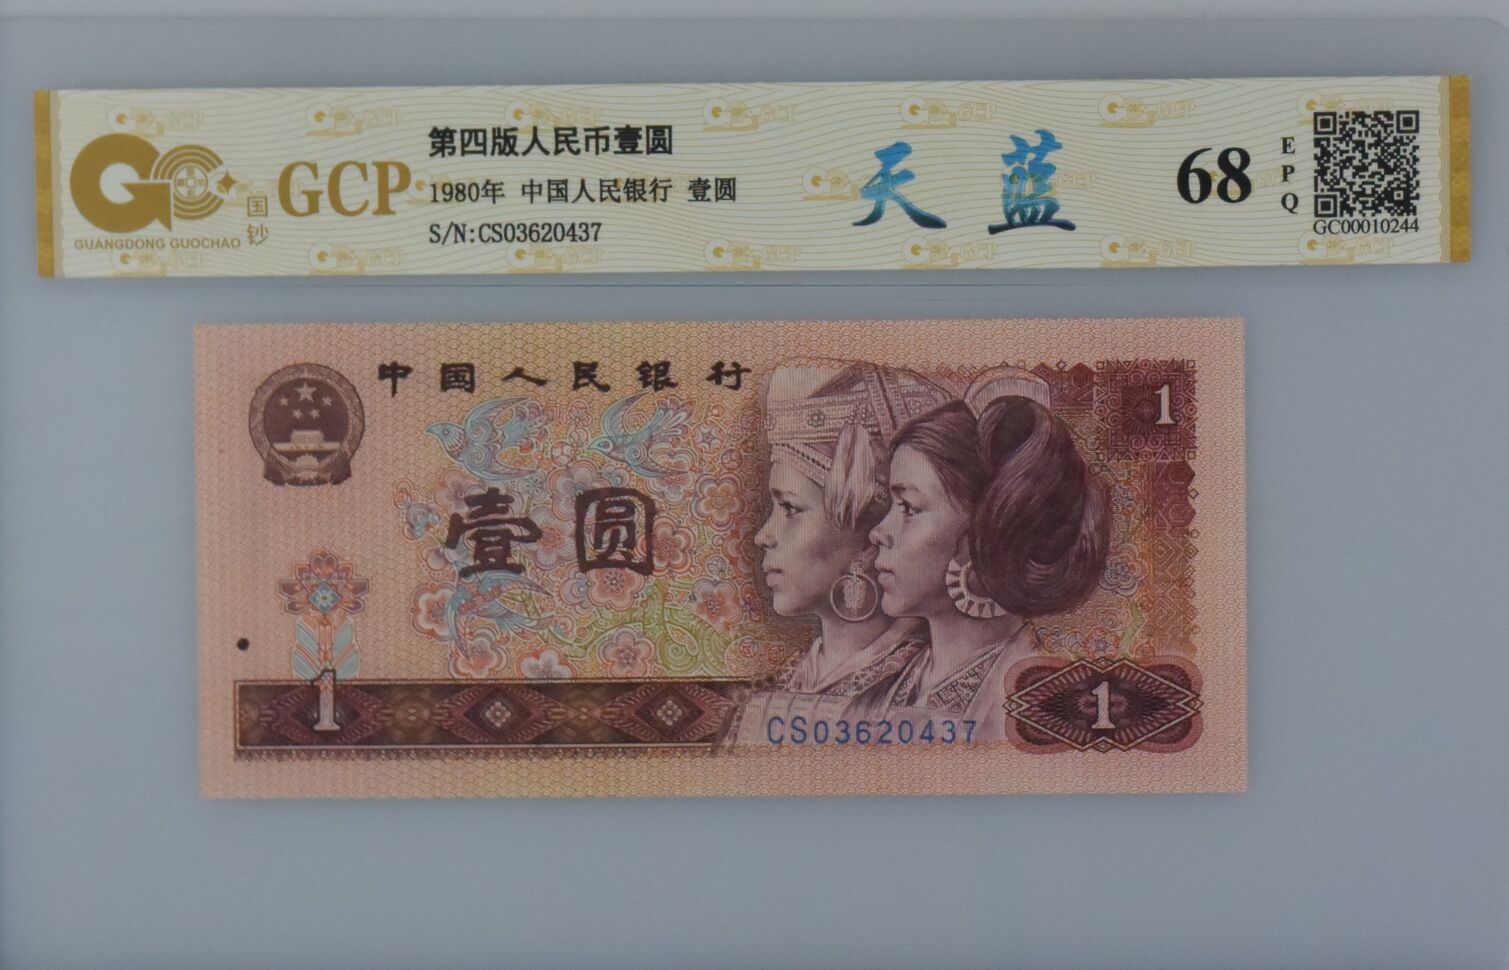 GCP
国钞
GUANGDONG GUOCHAO
第四版人民币壹圆
1980年 中国人民银行 壹圆
S/N:CS03620437
天 蓝
68
EPQ
GC00010244
中国人民银行
1
壹圆
1
CS03620437
1